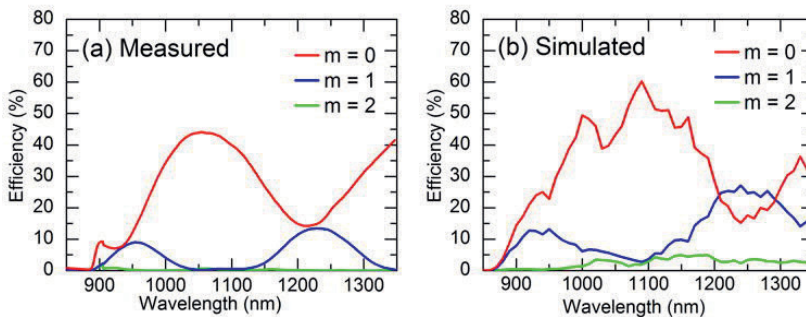 (a) Measured
m = 0
m = 1
m = 2
Efficiency (%)
80
70
60
50
40
30
20
10
0
900 1000 1100 1200 1300
Wavelength (nm)
(b) Simulated
m = 0
m = 1
m = 2
Efficiency (%)
80
70
60
50
40
30
20
10
0
900 1000 1100 1200 1300
Wavelength (nm)